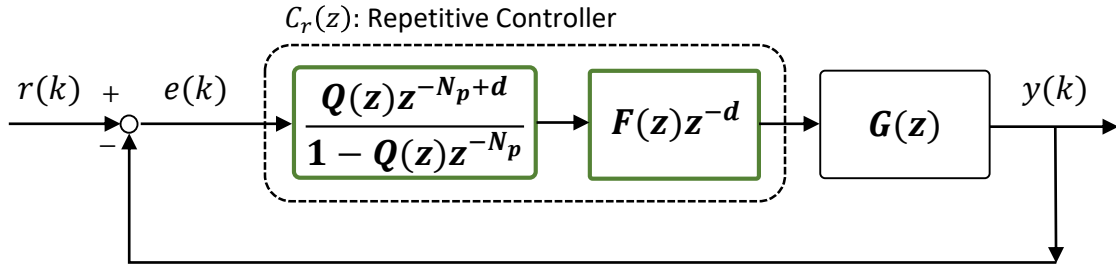 C_r(z): Repetitive Controller
r(k)
+
−
e(k)
Q(z)z^{-N_p+d}
1 − Q(z)z^{-N_p}
F(z)z^{-d}
G(z)
y(k)